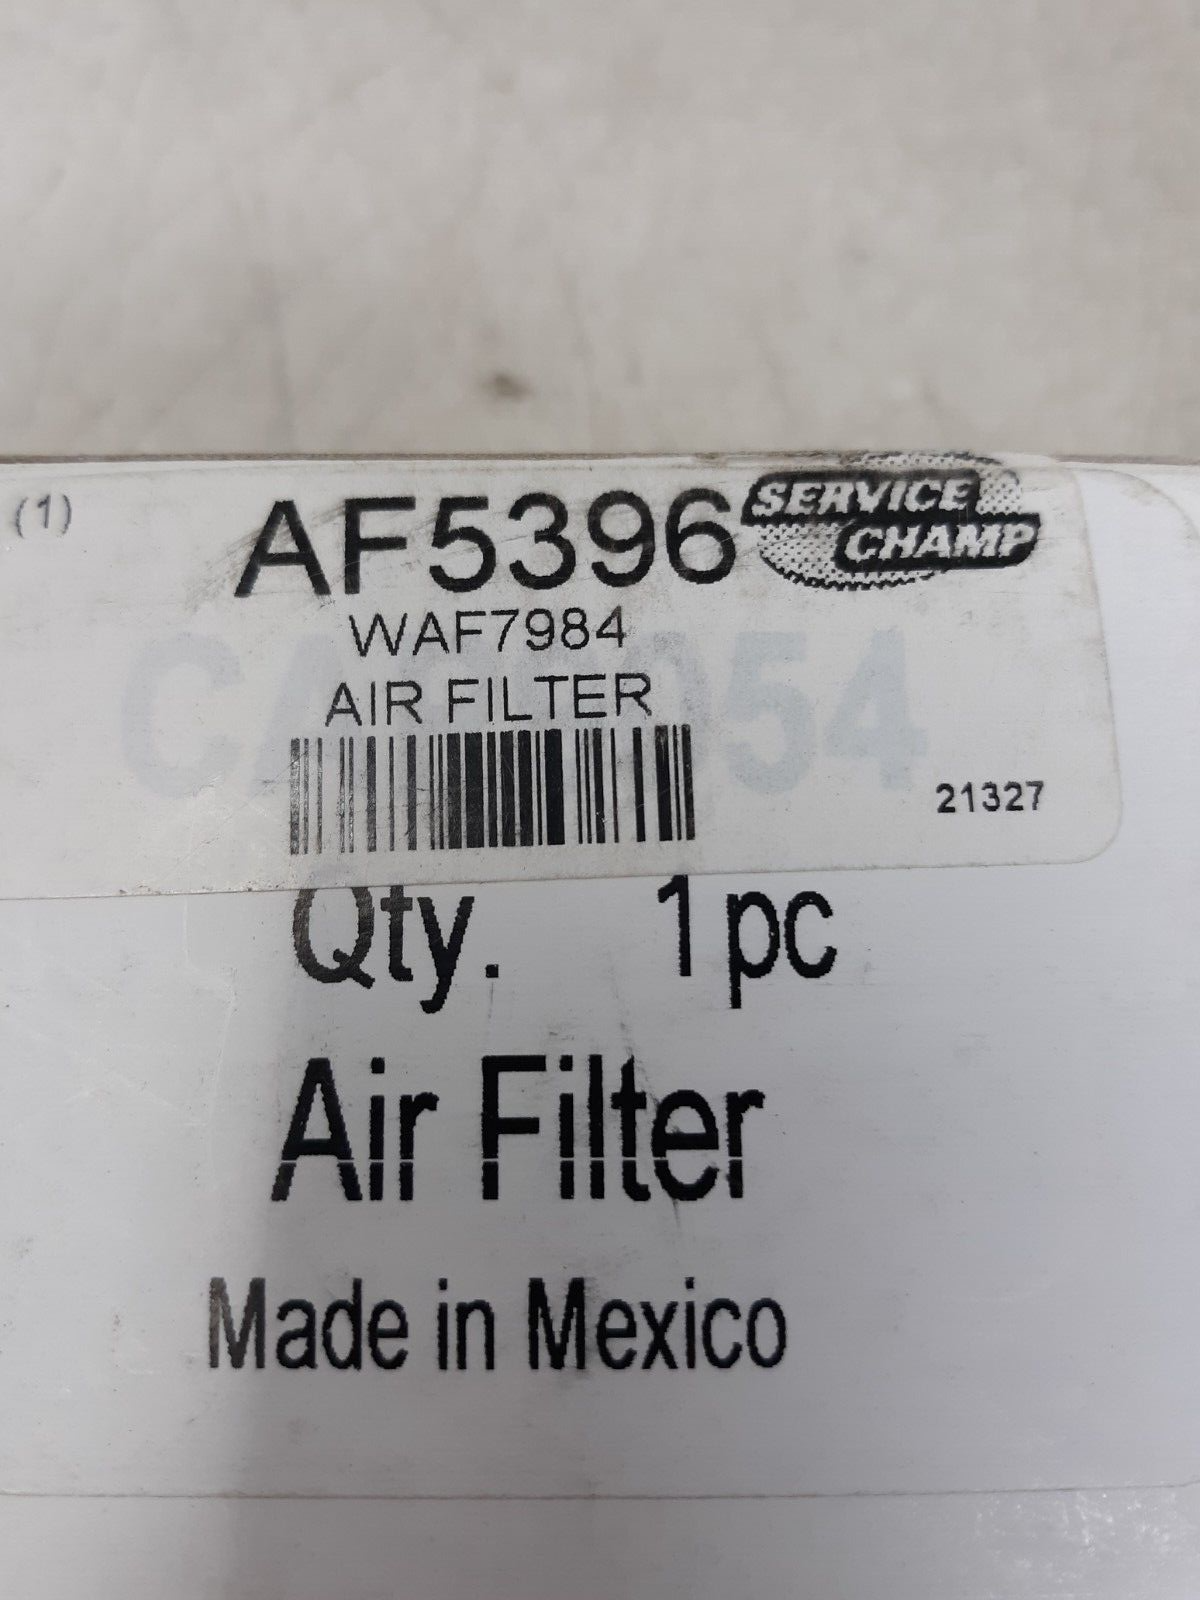 (1)
AF5396
SERVICE
CHAMP
WAF7984
AIR FILTER
21327
Qty. 1 pc
Air Filter
Made in Mexico